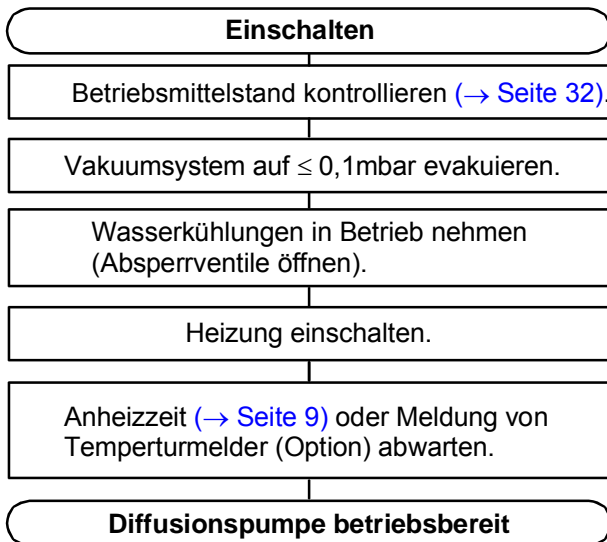 Einschalten
Betriebsmittelstand kontrollieren (→ Seite 32).
Vakuumsystem auf ≤ 0,1mbar evakuieren.
Wasserkühlungen in Betrieb nehmen
(Absperrventile öffnen).
Heizung einschalten.
Anheizzeit (→ Seite 9) oder Meldung von
Temperturmelder (Option) abwarten.
Diffusionspumpe betriebsbereit